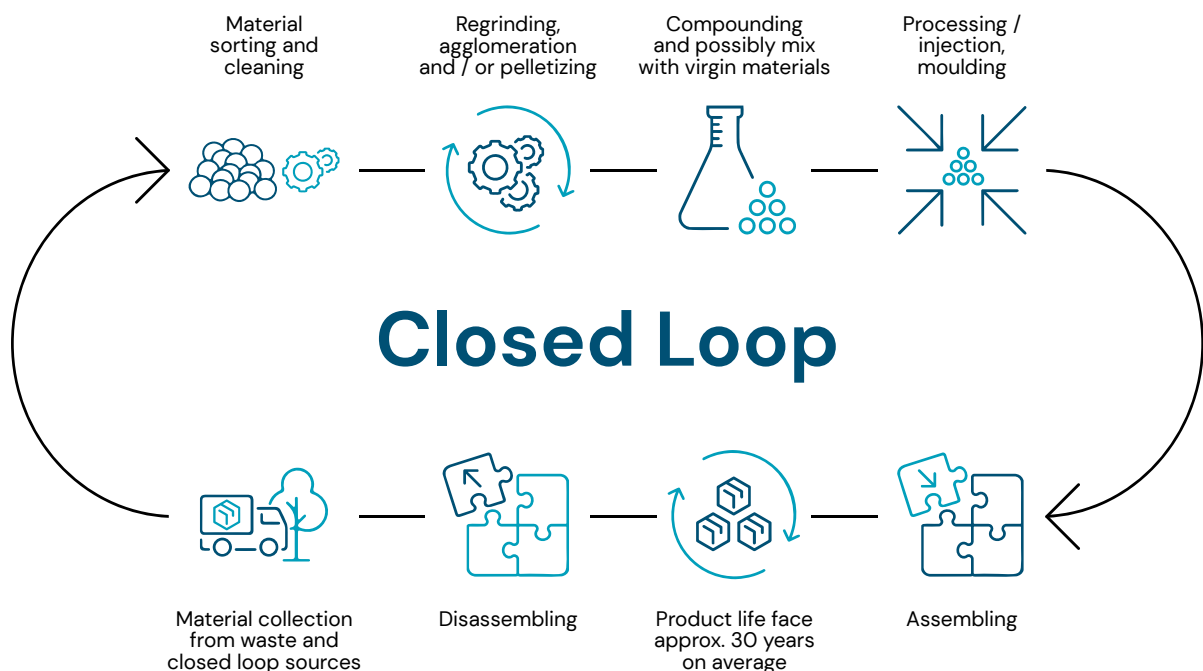 Material
sorting and
cleaning
Regrinding,
agglomeration
and / or pelletizing
Compounding
and possibly mix
with virgin materials
Processing /
injection,
moulding
Closed Loop
Material collection
from waste and
closed loop sources
Disassembling
Product life face
approx. 30 years
on average
Assembling